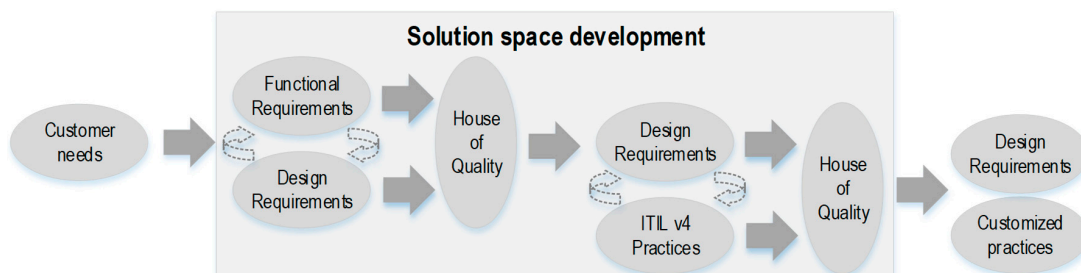 Solution space development
Customer
needs
Functional
Requirements
Design
Requirements
House
of
Quality
Design
Requirements
ITIL v4
Practices
House
of
Quality
Design
Requirements
Customized
practices